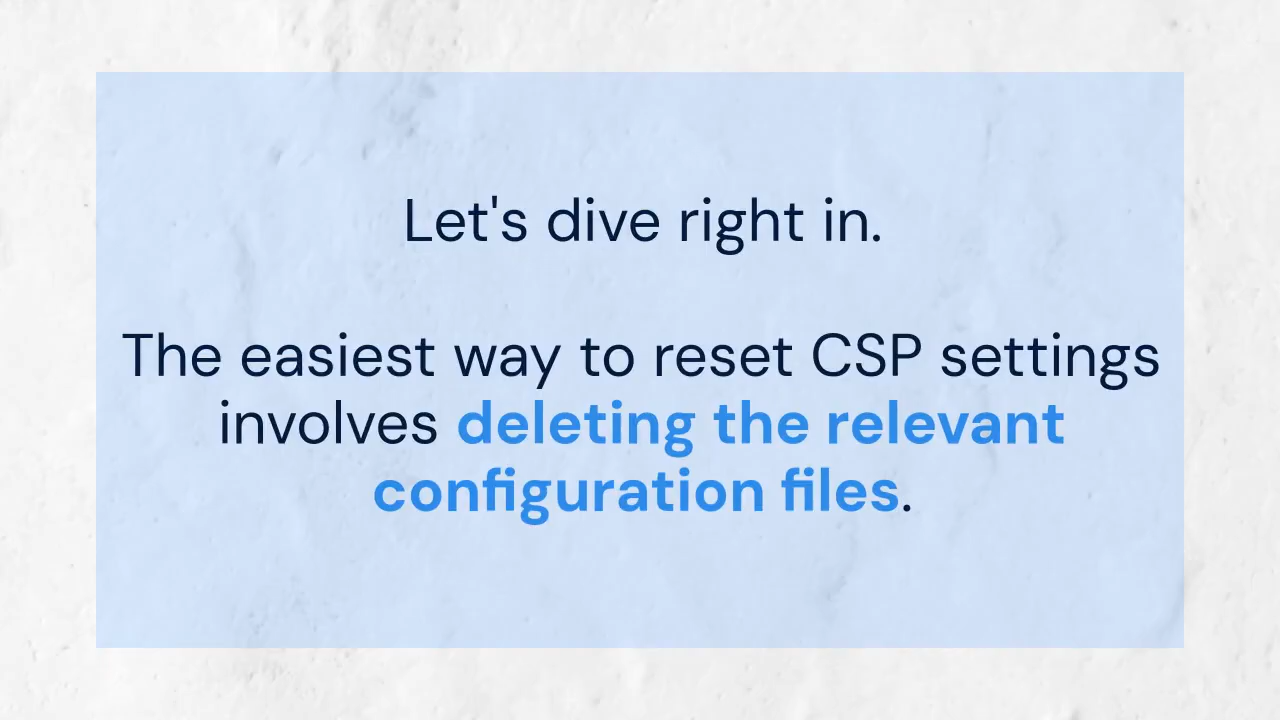 Let's dive right in.
The easiest way to reset CSP settings
involves deleting the relevant
configuration files.